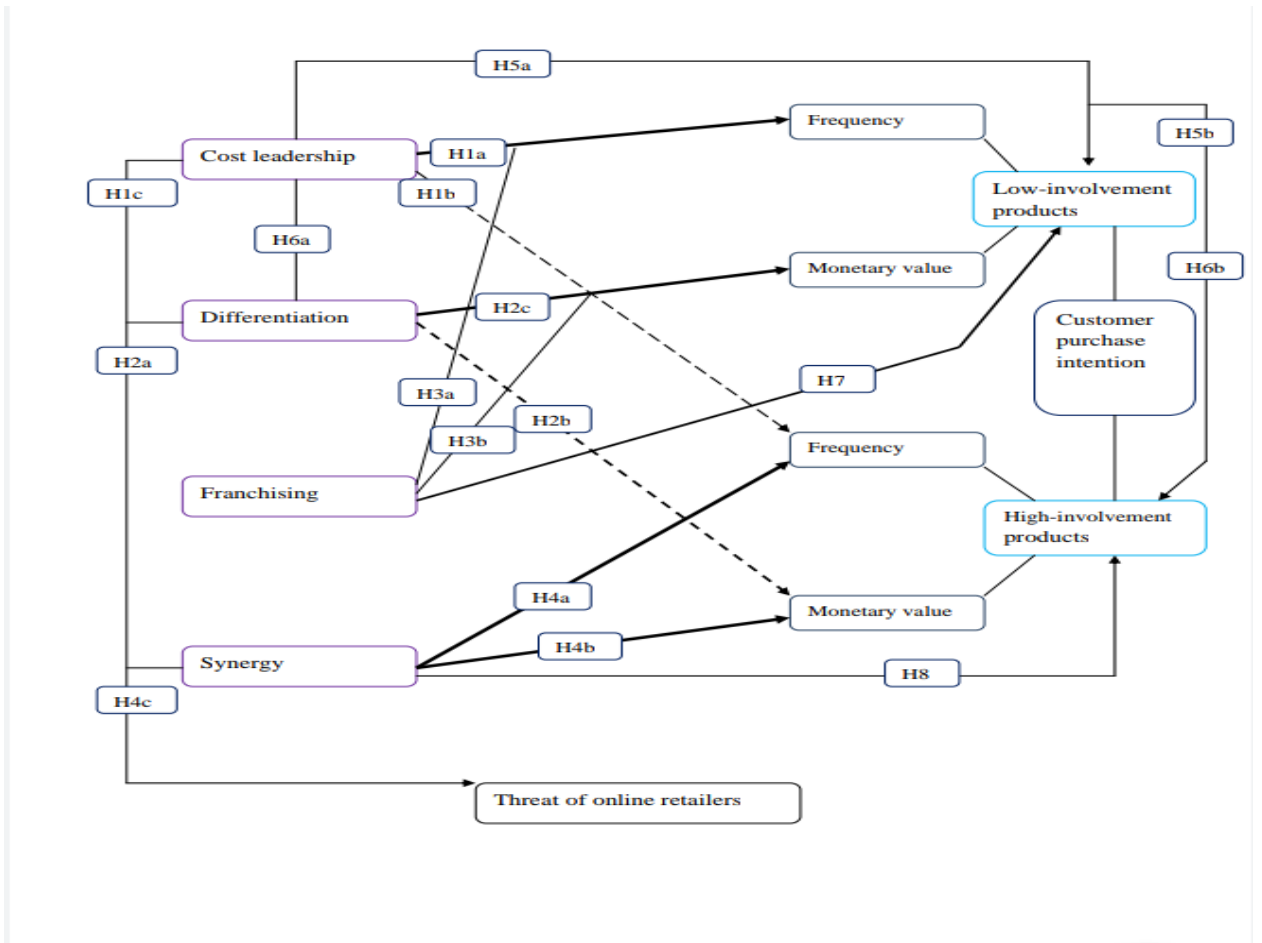 H5a
Frequency
H5b
Cost leadership
H1a
H1c
H1b
Low-involvement
products
H6a
Monetary value
H6b
Differentiation
H2c
Customer
purchase
intention
H2a
H7
H3a
H2b
H3b
Frequency
Franchising
High-involvement
products
H4a
Monetary value
H4b
Synergy
H8
H4c
Threat of online retailers